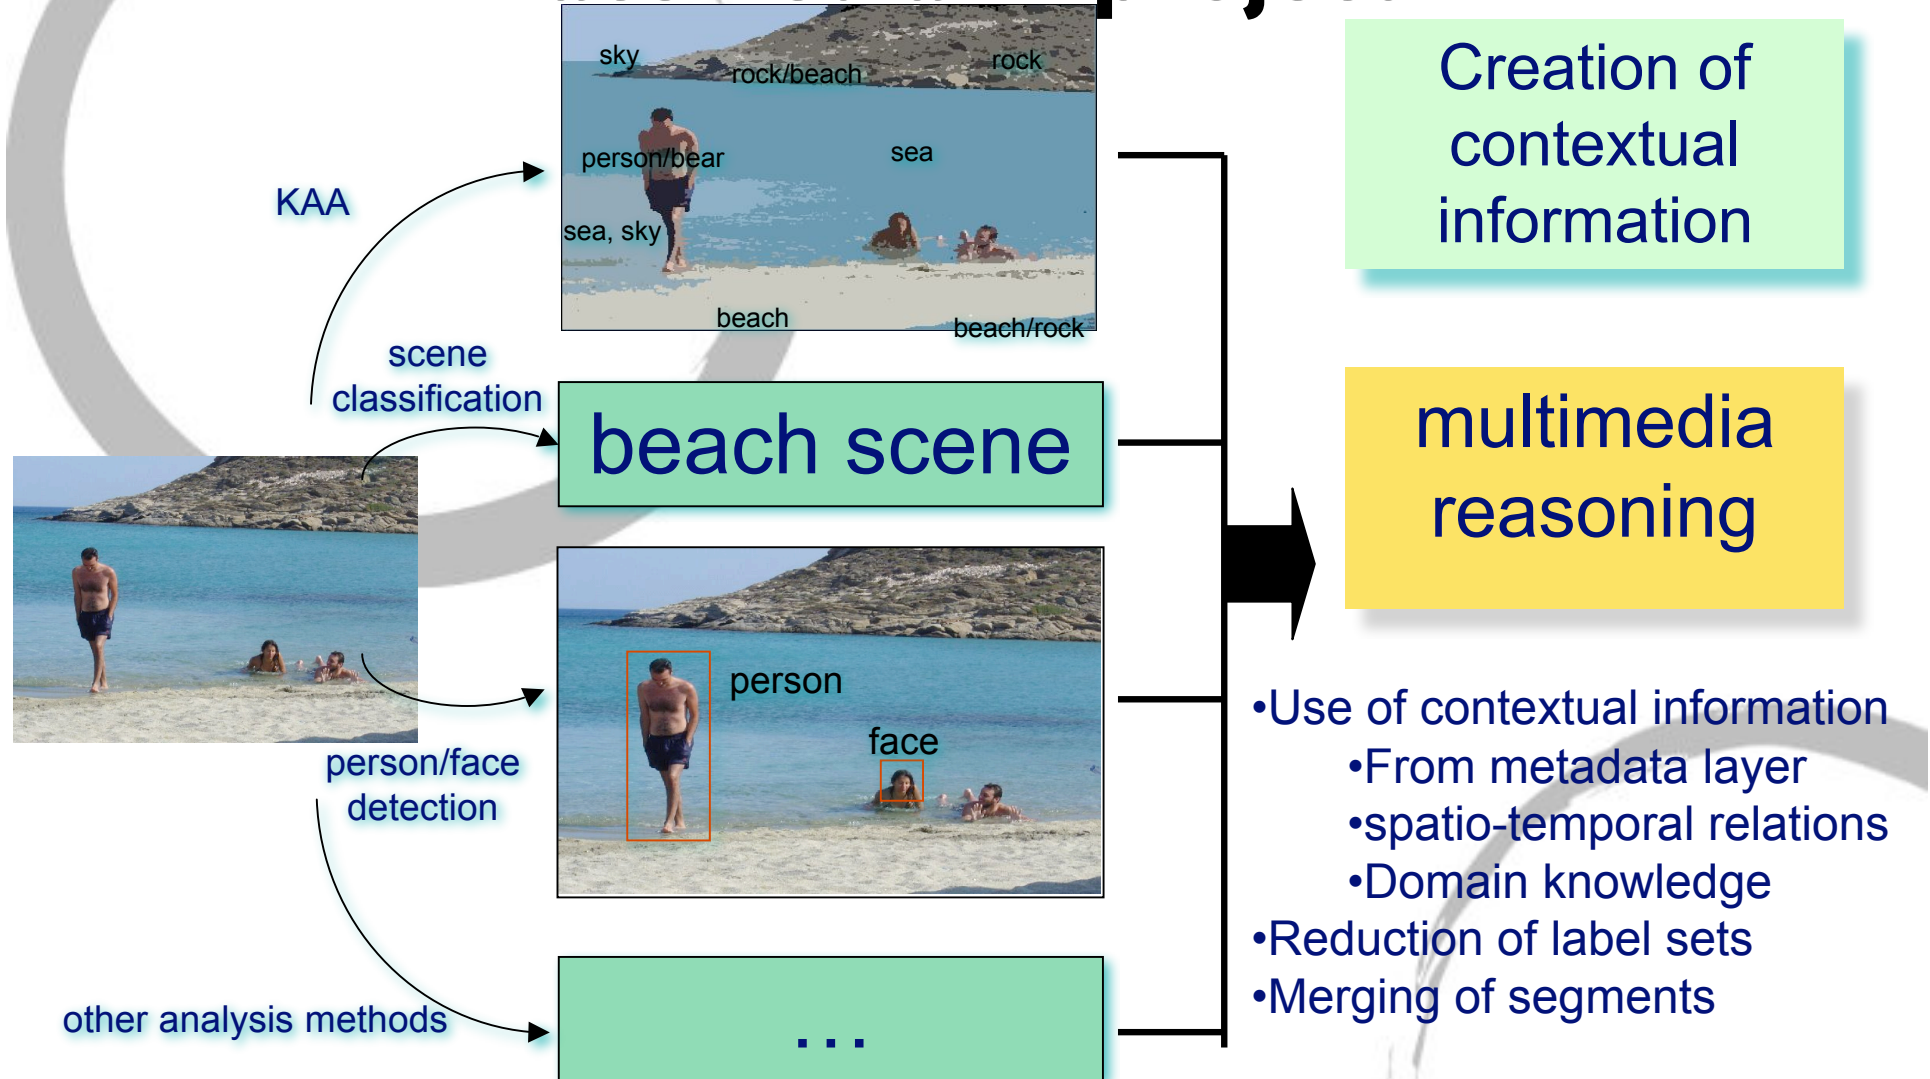 project
sky
rock/beach
rock
person/bear
sea
sea, sky
beach
beach/rock
KAA
scene
classification
beach scene
person
face
person/face
detection
other analysis methods
...
Creation of
contextual
information
multimedia
reasoning
•Use of contextual information
•From metadata layer
•spatio-temporal relations
•Domain knowledge
•Reduction of label sets
•Merging of segments